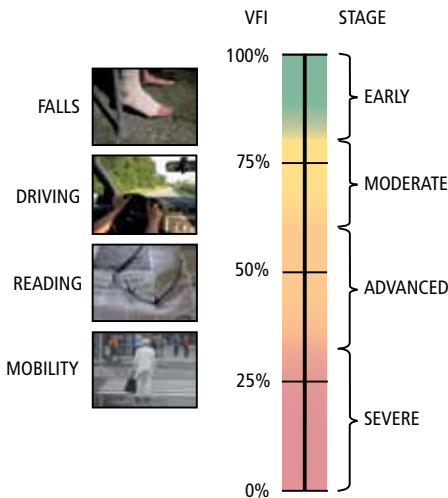 VFI STAGE
100%
EARLY
FALLS
75%
DRIVING
MODERATE
50%
READING
ADVANCED
MOBILITY
25%
SEVERE
0%